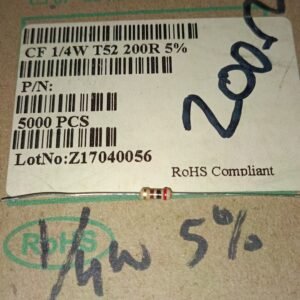 CF 1/4W T52 200R 5%
P/N:
5000 PCS
LotNo:Z17040056
RoHS Compliant
200Ω
RoHS
1/4W 5%